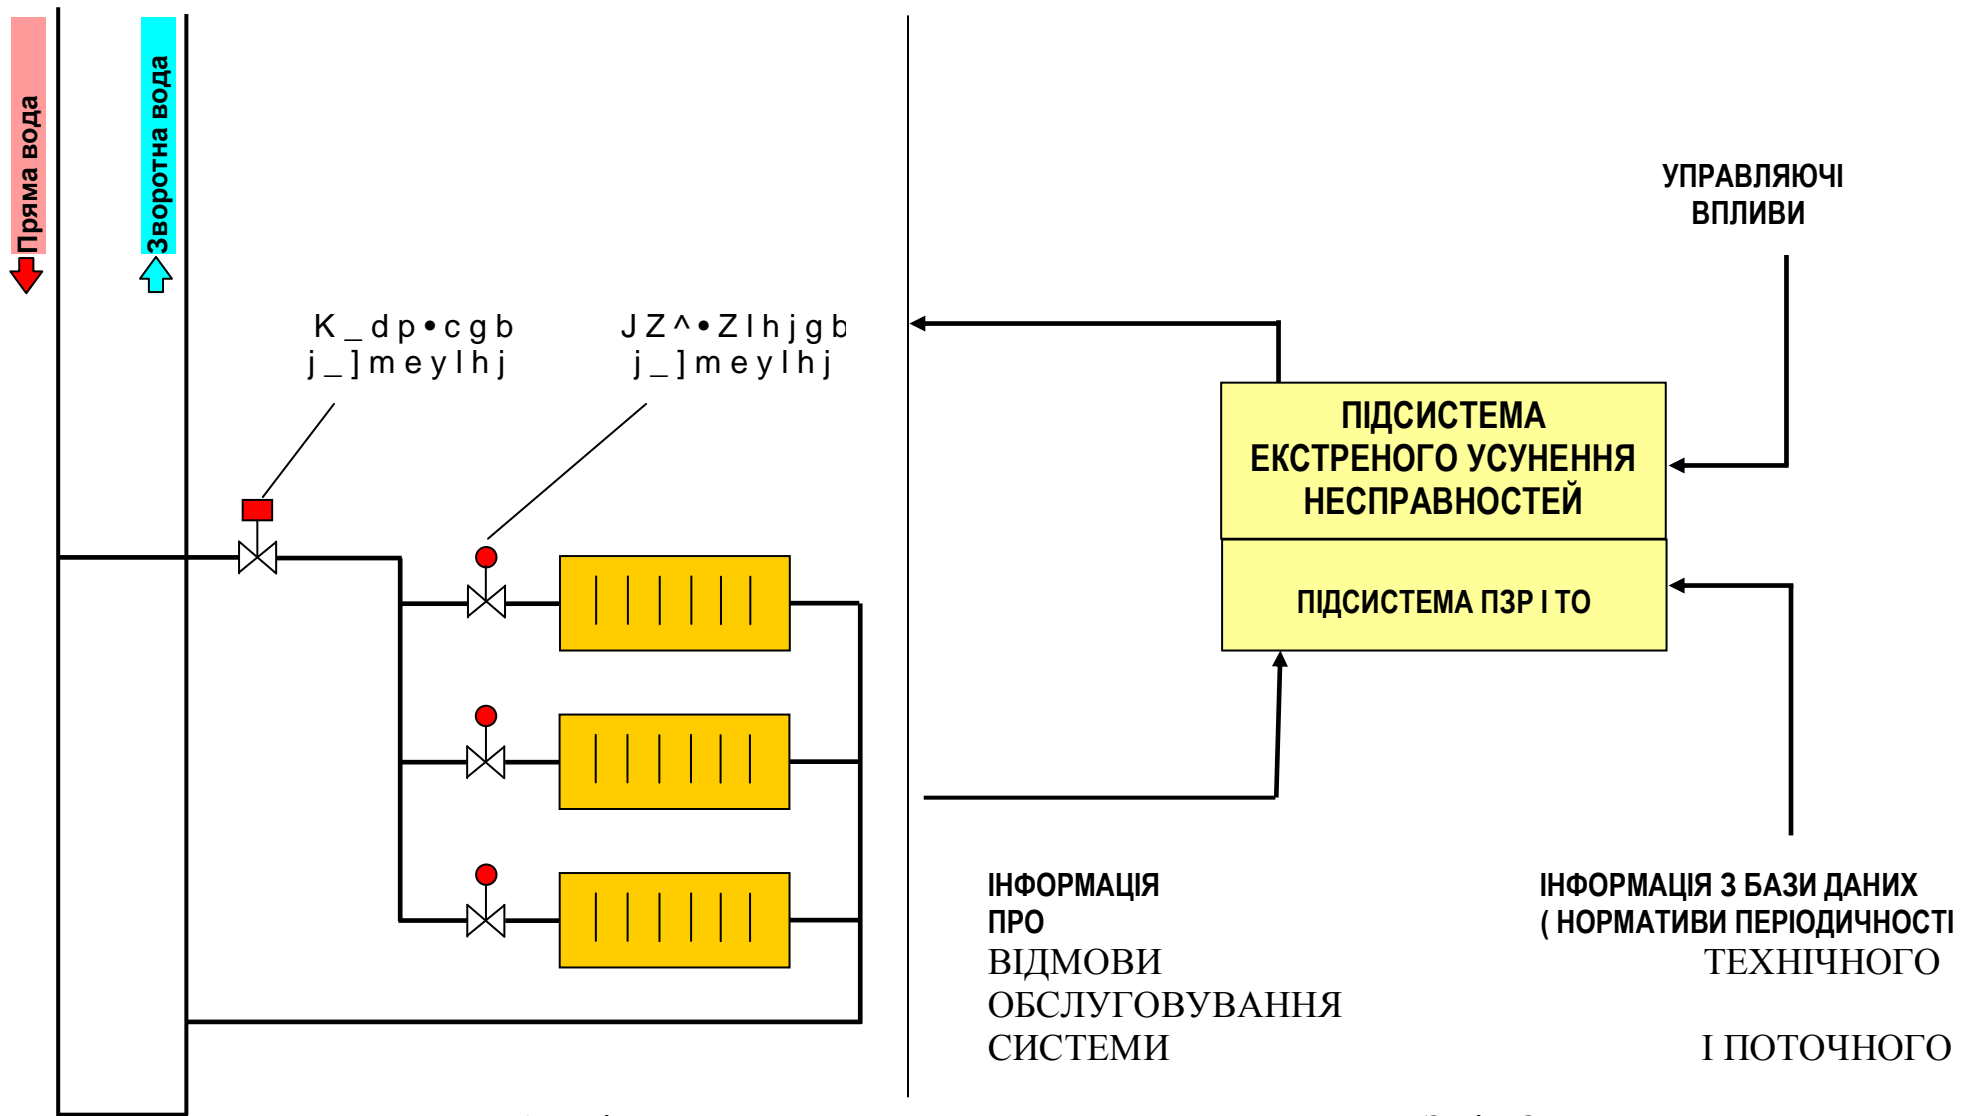 Пряма вода
Зворотна вода
K _ d p • c g b
j _ ] m e y l h j
J Z ^ • Z l h j g b
j _ ] m e y l h j
УПРАВЛЯЮЧІ
ВПЛИВИ
ПІДСИСТЕМА
ЕКСТРЕНОГО УСУНЕННЯ
НЕСПРАВНОСТЕЙ
ПІДСИСТЕМА ПЗР І ТО
ІНФОРМАЦІЯ
ПРО
ВІДМОВИ
ОБСЛУГОВУВАННЯ
СИСТЕМИ
ІНФОРМАЦІЯ З БАЗИ ДАНИХ
( НОРМАТИВИ ПЕРІОДИЧНОСТІ
ТЕХНІЧНОГО
І ПОТОЧНОГО